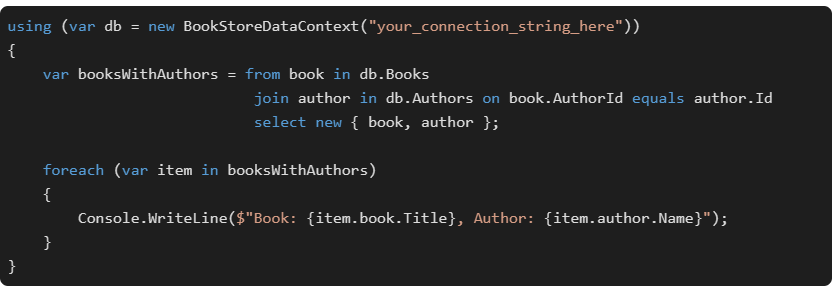 using (var db = new BookStoreDataContext("your_connection_string_here"))
{
    var booksWithAuthors = from book in db.Books
                            join author in db.Authors on book.AuthorId equals author.Id
                            select new { book, author };

    foreach (var item in booksWithAuthors)
    {
        Console.WriteLine($"Book: {item.book.Title}, Author: {item.author.Name}");
    }
}